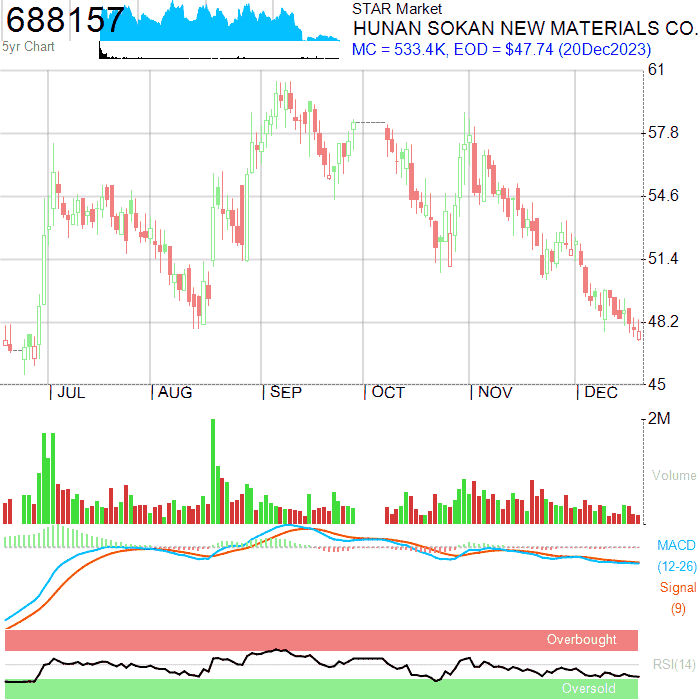 688157
5yr Chart
STAR Market
HUNAN SOKAN NEW MATERIALS CO.
MC = 533.4K, EOD = $47.74 (20Dec2023)
61
57.8
54.6
51.4
48.2
45
JUL AUG SEP OCT NOV DEC
2M
Volume
MACD
(12-26)
Signal
(9)
Overbought
RSI(14)
Oversold